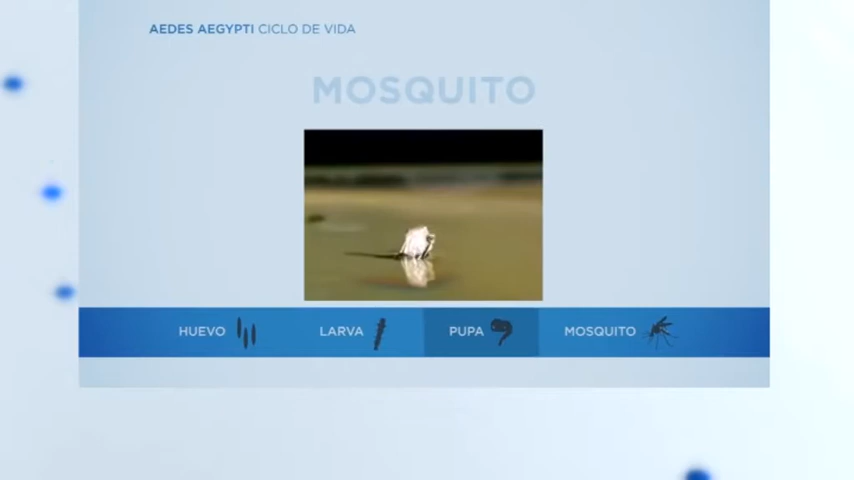 AEDES AEGYPTI CICLO DE VIDA
MOSQUITO
HUEVO LARVA PUPA MOSQUITO